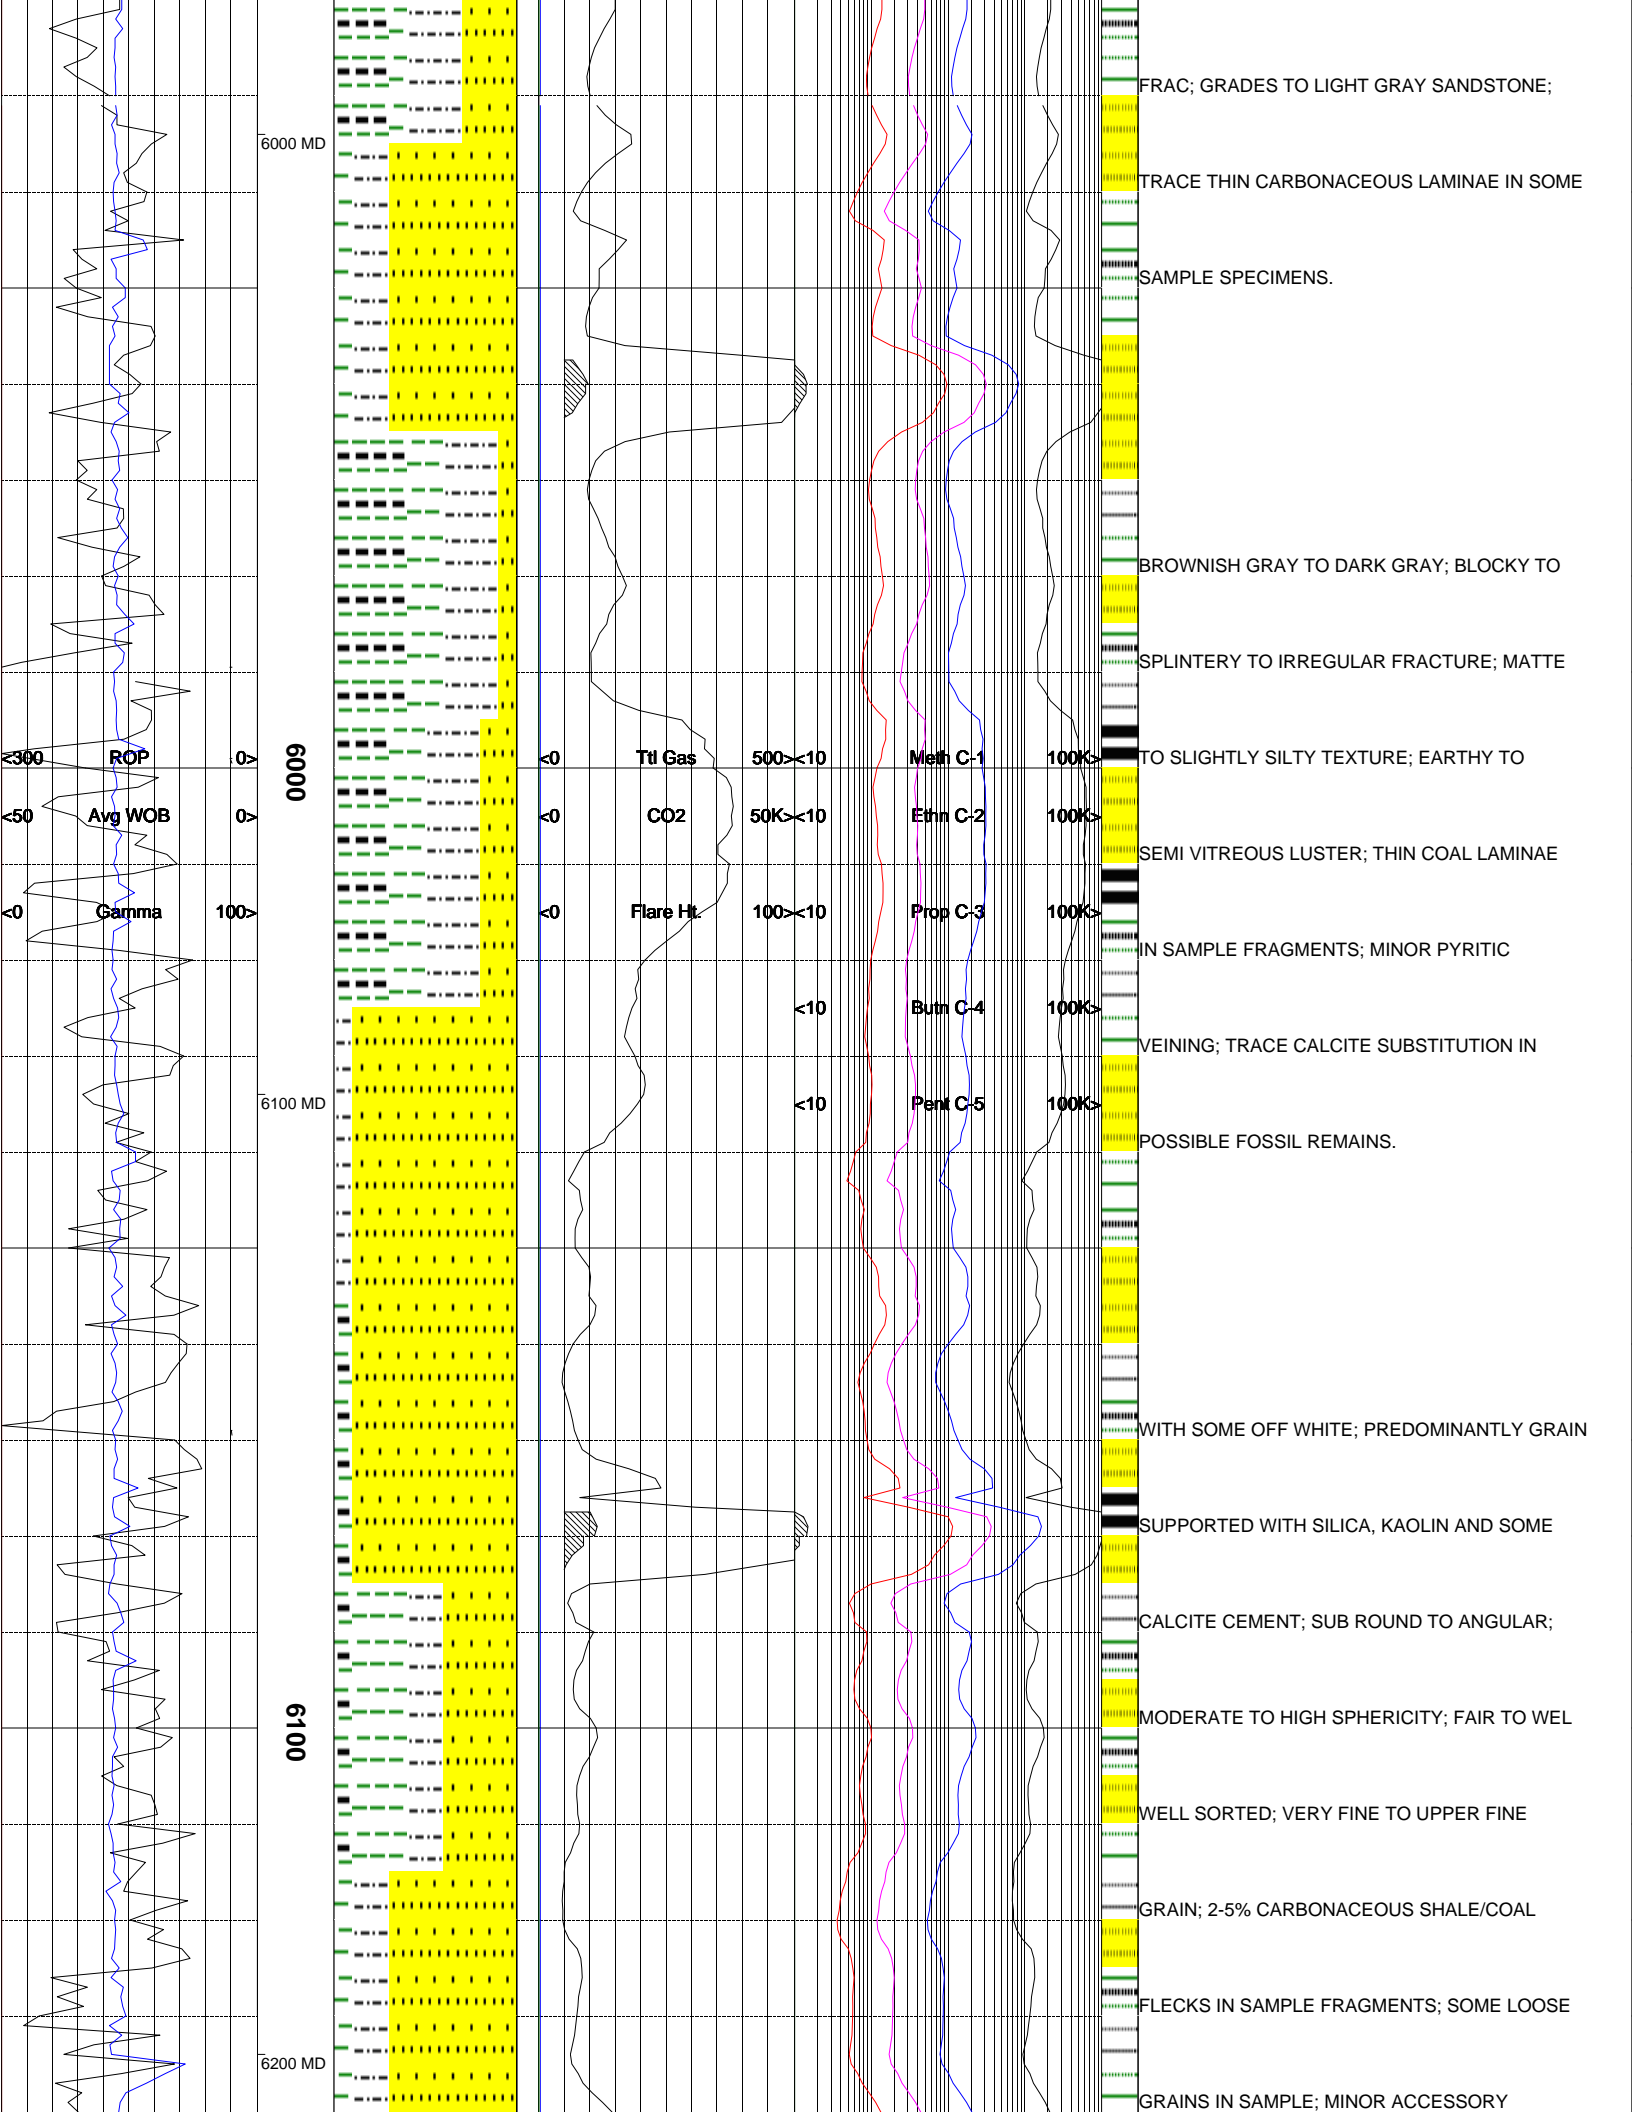 FRAC; GRADES TO LIGHT GRAY SANDSTONE;
6000 MD
TRACE THIN CARBONACEOUS LAMINAE IN SOME
SAMPLE SPECIMENS.
BROWNISH GRAY TO DARK GRAY; BLOCKY TO
SPLINTERY TO IRREGULAR FRACTURE; MATTE
<300 ROP 0> 6000 <0 Ttl Gas 500><10 Meth C-1 100K> TO SLIGHTLY SILTY TEXTURE; EARTHY TO
<50 Avg WOB 0> <0 CO2 50K><10 Ethn C-2 100K>
SEMI VITREOUS LUSTER; THIN COAL LAMINAE
<0 Gamma 100> <0 Flare Ht. 100><10 Prop C-3 100K>
IN SAMPLE FRAGMENTS; MINOR PYRITIC
<10 Butn C-4 100K>
VEINING; TRACE CALCITE SUBSTITUTION IN
6100 MD <10 Pent C-5 100K>
POSSIBLE FOSSIL REMAINS.
WITH SOME OFF WHITE; PREDOMINANTLY GRAIN
SUPPORTED WITH SILICA, KAOLIN AND SOME
CALCITE CEMENT; SUB ROUND TO ANGULAR;
6100 MODERATE TO HIGH SPHERICITY; FAIR TO WEL
WELL SORTED; VERY FINE TO UPPER FINE
GRAIN; 2-5% CARBONACEOUS SHALE/COAL
FLECKS IN SAMPLE FRAGMENTS; SOME LOOSE
6200 MD
GRAINS IN SAMPLE; MINOR ACCESSORY